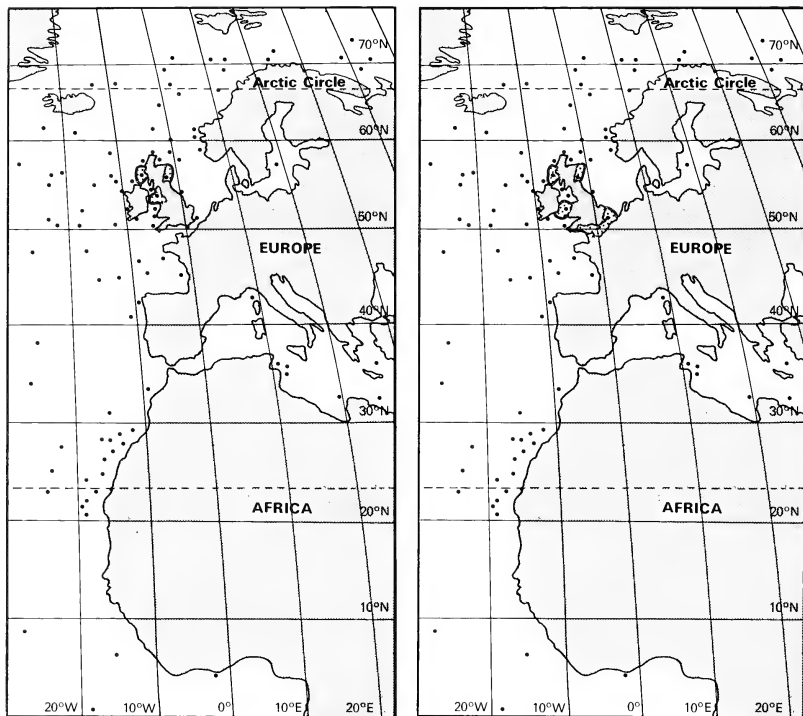 70°N
Arctic Circle
60°N
50°N
EUROPE
40°N
30°N
AFRICA
20°N
10°N
20°W
10°W
0°
10°E
20°E
70°N
Arctic Circle
60°N
50°N
EUROPE
40°N
30°N
AFRICA
20°N
10°N
20°W
10°W
0°
10°E
20°E